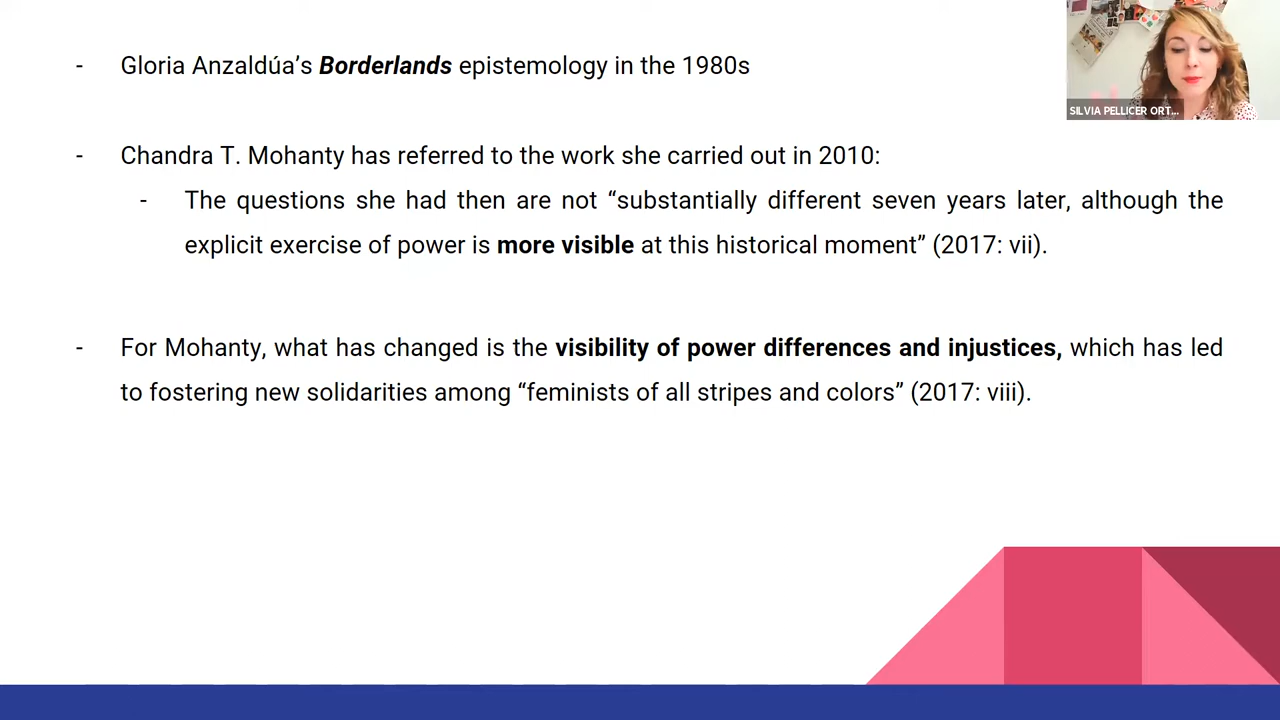 - Gloria Anzaldúa’s Borderlands epistemology in the 1980s
SILVIA PELLICER ORT...
- Chandra T. Mohanty has referred to the work she carried out in 2010:
- The questions she had then are not “substantially different seven years later, although the
explicit exercise of power is more visible at this historical moment” (2017: vii).
- For Mohanty, what has changed is the visibility of power differences and injustices, which has led
to fostering new solidarities among “feminists of all stripes and colors” (2017: viii).